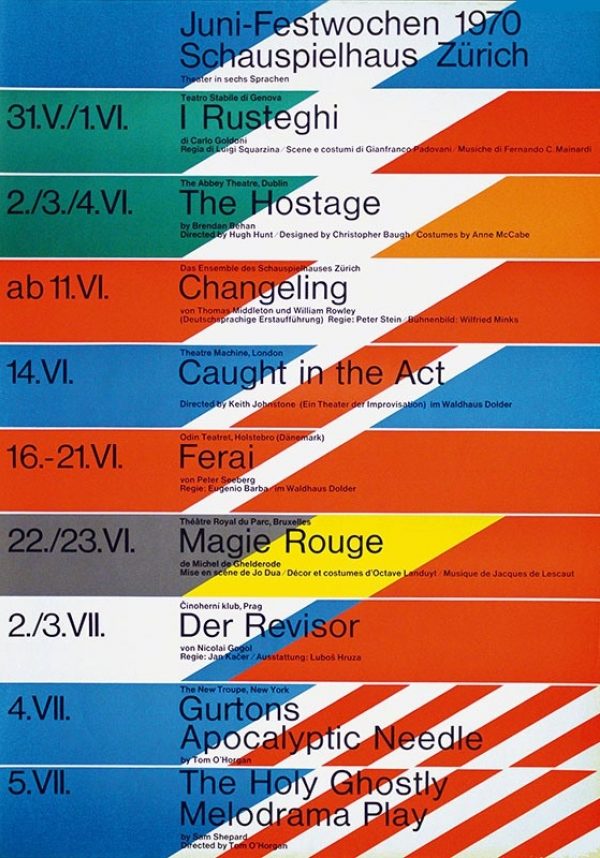 Juni-Festwochen 1970
Schauspielhaus Zürich
Theater in sechs Sprachen
31.V./1.VI.
Teatro Stabile di Genova
I Rusteghi
di Carlo Goldoni
Regia di Luigi Squarzina / Scene e costumi di Gianfranco Padovani / Musiche di Fernando C. Mainardi
2./3./4.VI.
The Abbey Theatre, Dublin
The Hostage
by Brendan Behan
Directed by Hugh Hunt / Designed by Christopher Baugh / Costumes by Anne McCabe
ab 11.VI.
Das Ensemble des Schauspielhauses Zürich
Changeling
von Thomas Middleton und William Rowley
(Deutschsprachige Erstaufführung) Regie: Peter Stein / Bühnenbild: Wilfried Minks
14.VI.
Theatre Machine, London
Caught in the Act
Directed by Keith Johnstone (Ein Theater der Improvisation) im Waldhaus Dolder
16.-21.VI.
Odin Teatret, Holstebro (Dänemark)
Ferai
von Peter Seeberg
Regie: Eugenio Barba / im Waldhaus Dolder
22./23.VI.
Théâtre Royal du Parc, Bruxelles
Magie Rouge
de Michel de Ghelderode
Mise en scène de Jo Dua / Décor et costumes d'Octave Landuyt / Musique de Jacques de Lescaut
2./3.VII.
Činoherní klub, Prag
Der Revisor
von Nicolai Gogol
Regie: Jan Kačer / Ausstattung: Luboš Hruza
4.VII.
The New Troupe, New York
Gurtons
Apocalyptic Needle
by Tom O'Horgan
5.VII.
The Holy Ghostly
Melodrama Play
by Sam Shepard
Directed by Tom O'Horgan